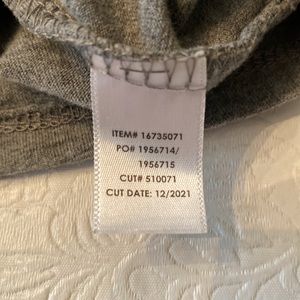 ITEM# 16735071
PO# 1956714/
1956715
CUT# 510071
CUT DATE: 12/2021